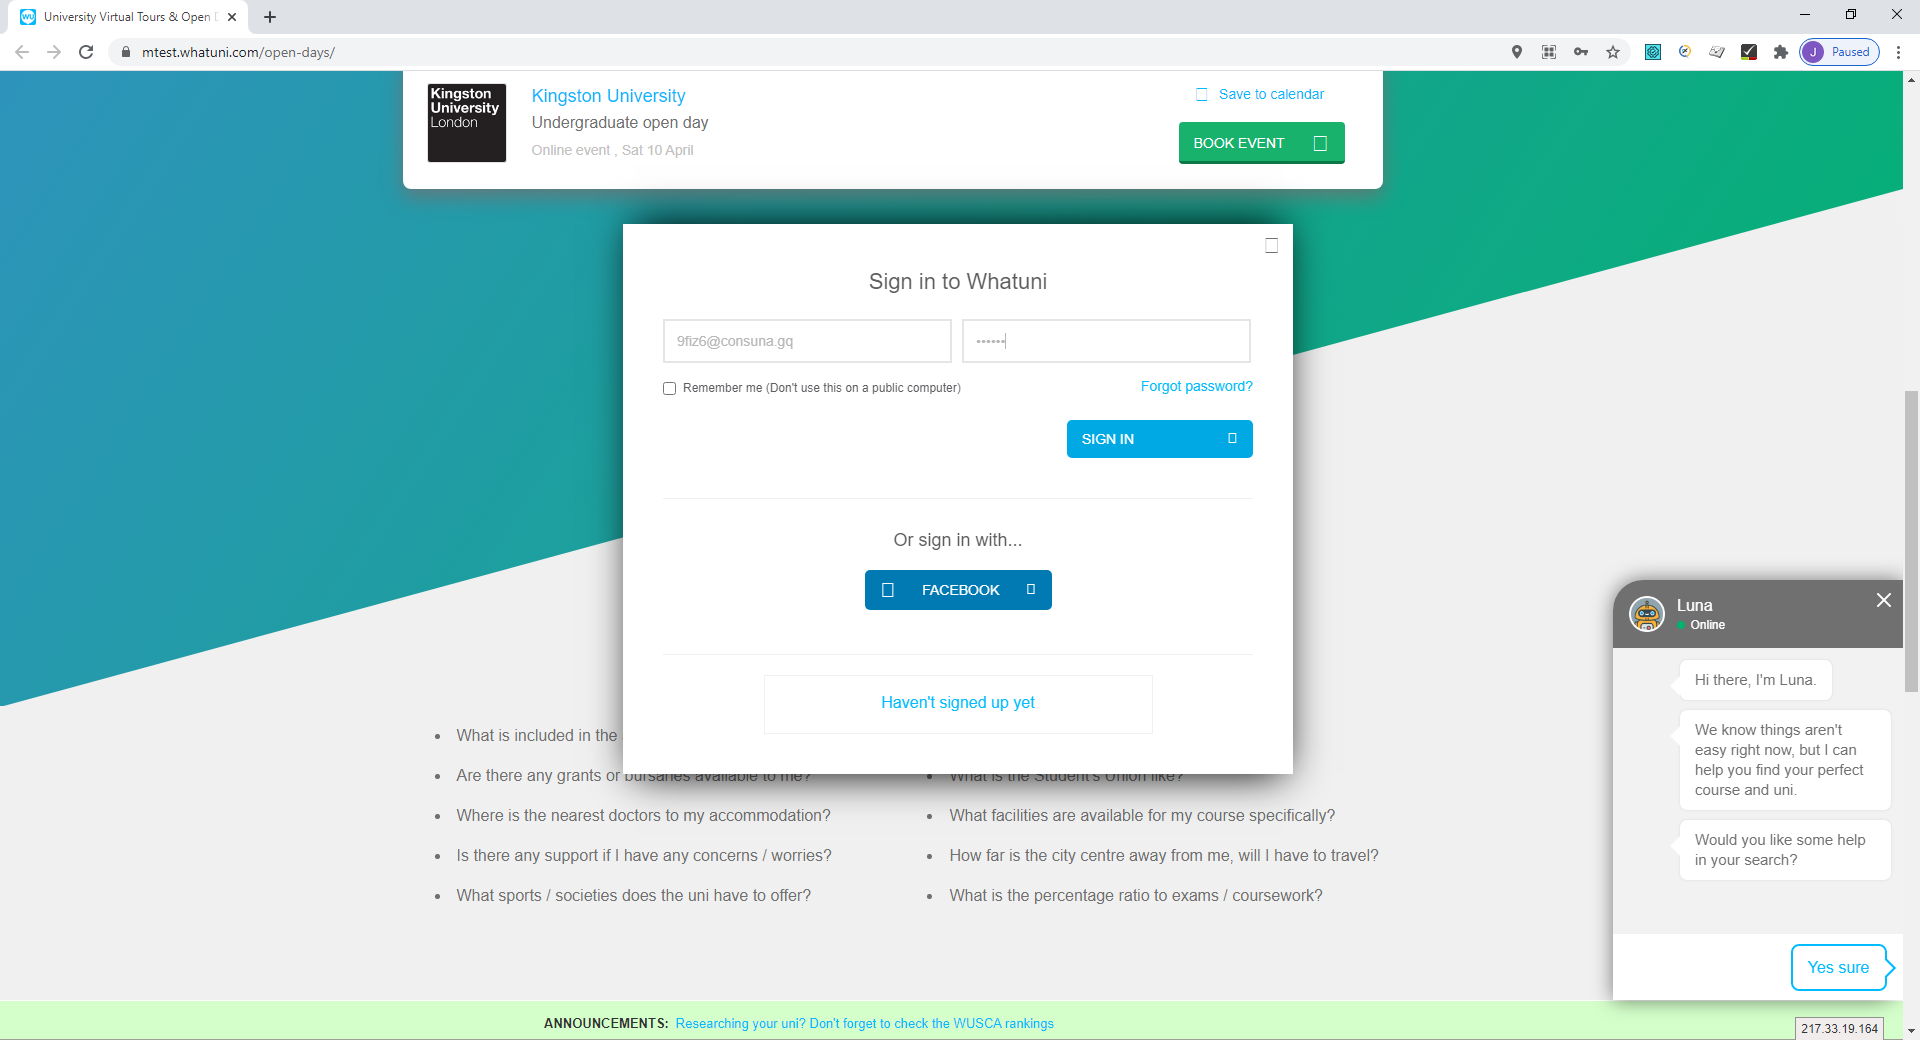 University Virtual Tours & Open D
mtest.whatuni.com/open-days/
J Paused
Kingston
University
London
Kingston University
Undergraduate open day
Online event , Sat 10 April
Save to calendar
BOOK EVENT
Sign in to Whatuni
9fiz6@consuna.gq
••••••
Remember me (Don't use this on a public computer)
Forgot password?
SIGN IN
Or sign in with...
FACEBOOK
Haven't signed up yet
What is included in the
Are there any grants or bursaries available to me?
What is the Student's Union like?
Where is the nearest doctors to my accommodation?
What facilities are available for my course specifically?
Is there any support if I have any concerns / worries?
How far is the city centre away from me, will I have to travel?
What sports / societies does the uni have to offer?
What is the percentage ratio to exams / coursework?
Luna
Online
Hi there, I'm Luna.
We know things aren't
easy right now, but I can
help you find your perfect
course and uni.
Would you like some help
in your search?
Yes sure
ANNOUNCEMENTS: Researching your uni? Don't forget to check the WUSCA rankings
217.33.19.164